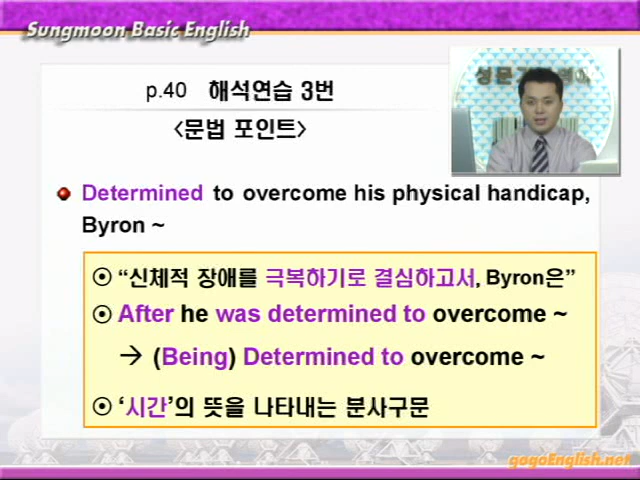 Sungmoon Basic English
p.40 해석연습 3번
<문법 포인트>
Determined to overcome his physical handicap,
Byron ~
“신체적 장애를 극복하기로 결심하고서, Byron은”
After he was determined to overcome ~
→ (Being) Determined to overcome ~
‘시간’의 뜻을 나타내는 분사구문
gogoEnglish.net